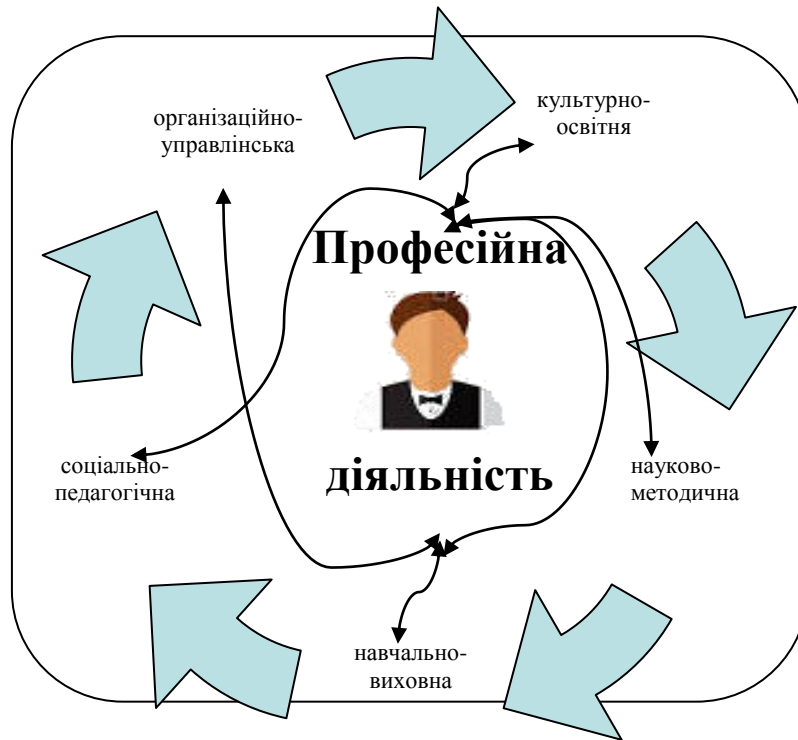 організаційно-
управлінська
культурно-
освітня
Професійна
діяльність
соціально-
педагогічна
науково-
методична
навчально-
виховна